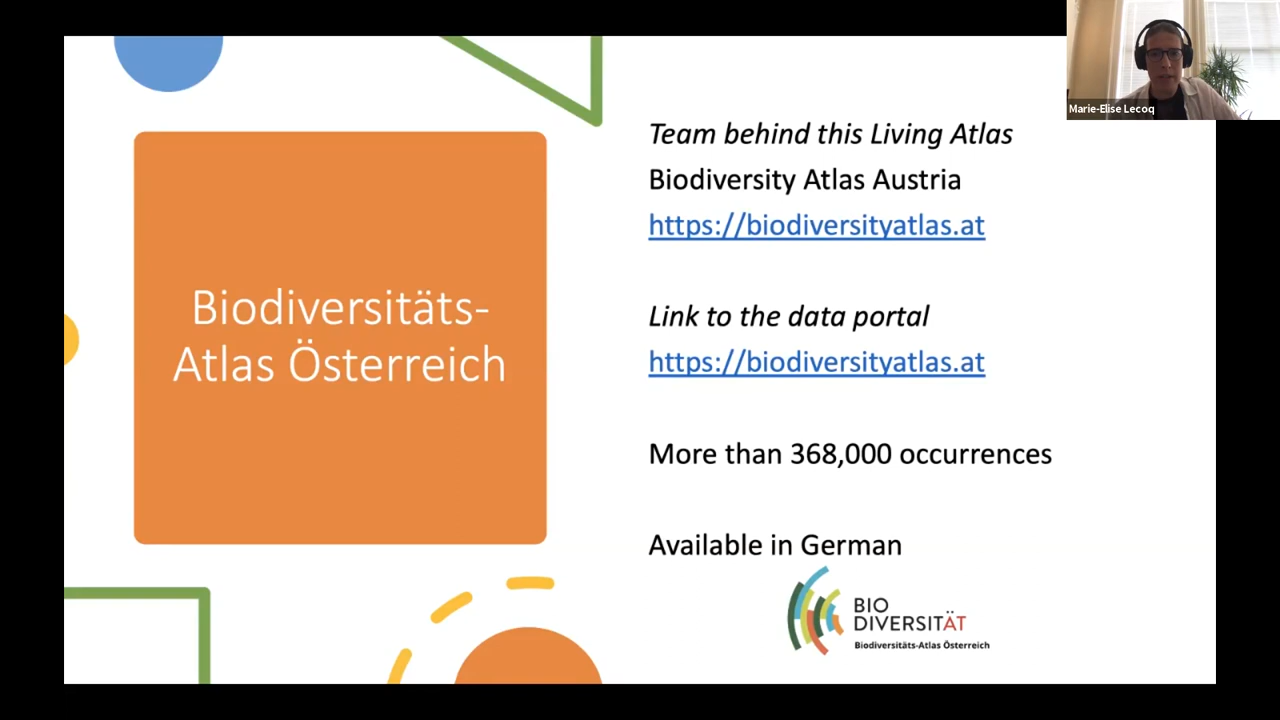 Marie-Elise Lecoq
Biodiversitäts-
Atlas Österreich
Team behind this Living Atlas
Biodiversity Atlas Austria
https://biodiversityatlas.at
Link to the data portal
https://biodiversityatlas.at
More than 368,000 occurrences
Available in German
BIO
DIVERSITÄT
Biodiversitäts-Atlas Österreich